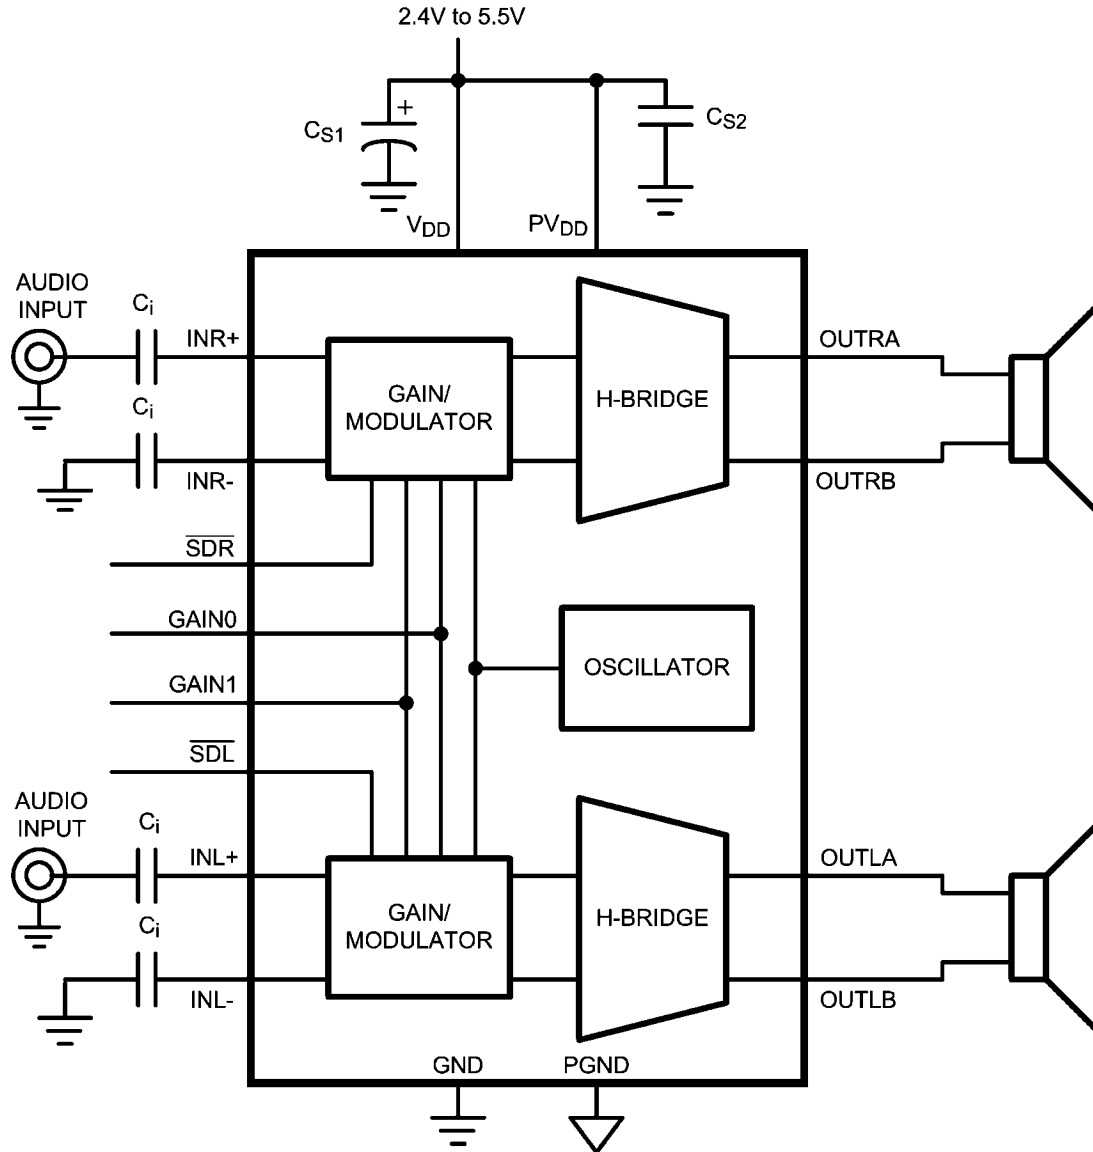 2.4V to 5.5V
+
CS1
CS2
VDD
PVDD
AUDIO
INPUT
Ci
INR+
OUTRA
GAIN/
MODULATOR
H-BRIDGE
Ci
INR-
OUTRB
SDR
GAIN0
OSCILLATOR
GAIN1
SDL
AUDIO
INPUT
Ci
INL+
OUTLA
GAIN/
MODULATOR
H-BRIDGE
Ci
INL-
OUTLB
GND
PGND